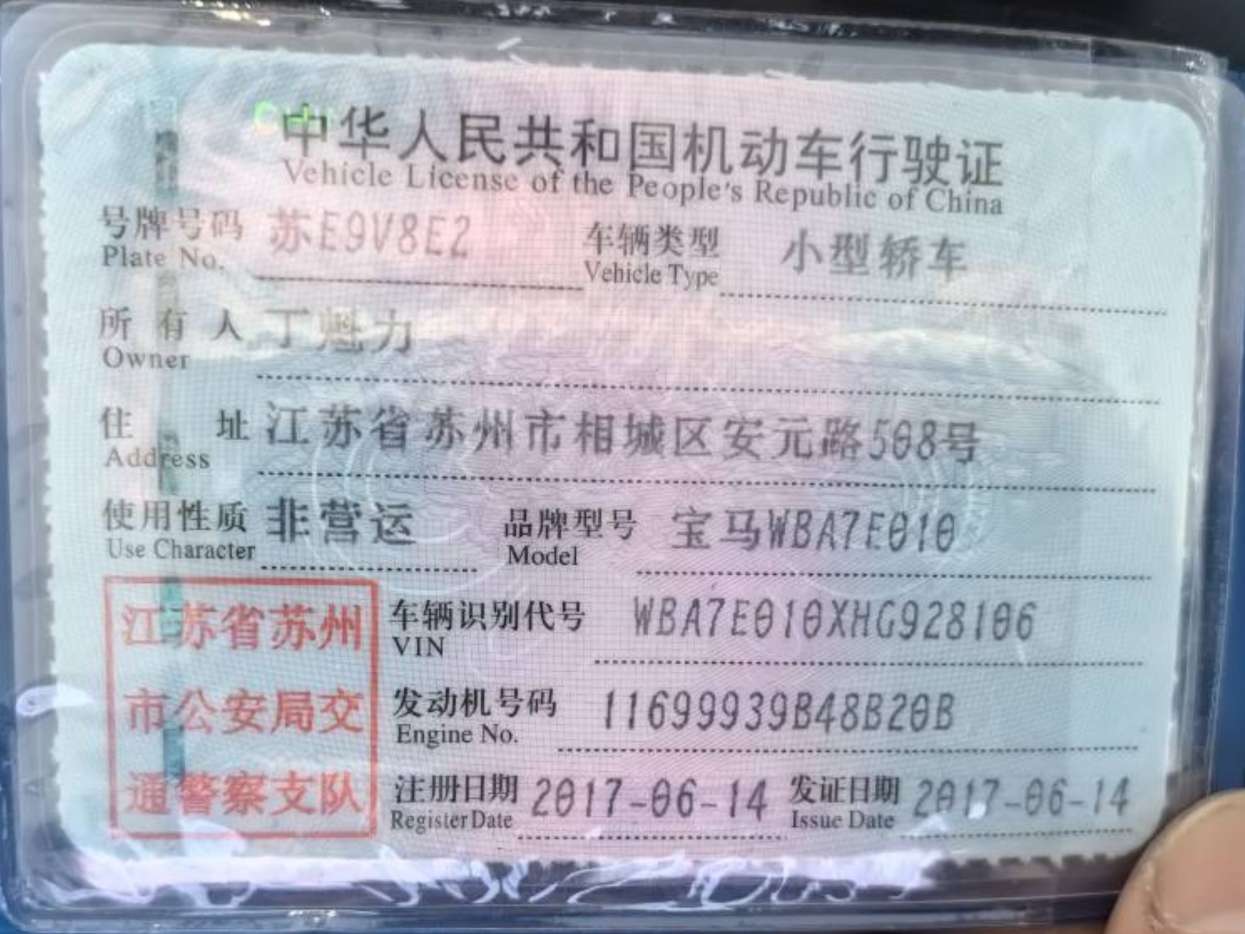 中华人民共和国机动车行驶证
Vehicle License of the People's Republic of China
号牌号码 苏E9V8E2 车辆类型 小型轿车
Plate No. Vehicle Type
所有人 丁魁力
Owner
住址 江苏省苏州市相城区安元路508号
Address
使用性质 非营运 品牌型号 宝马WBA7E010
Use Character Model
江苏省苏州 车辆识别代号 WBA7E010XHG928106
VIN
市公安局交 发动机号码 11699939B48B20B
Engine No.
通警察支队 注册日期 2017-06-14 发证日期 2017-06-14
Register Date Issue Date